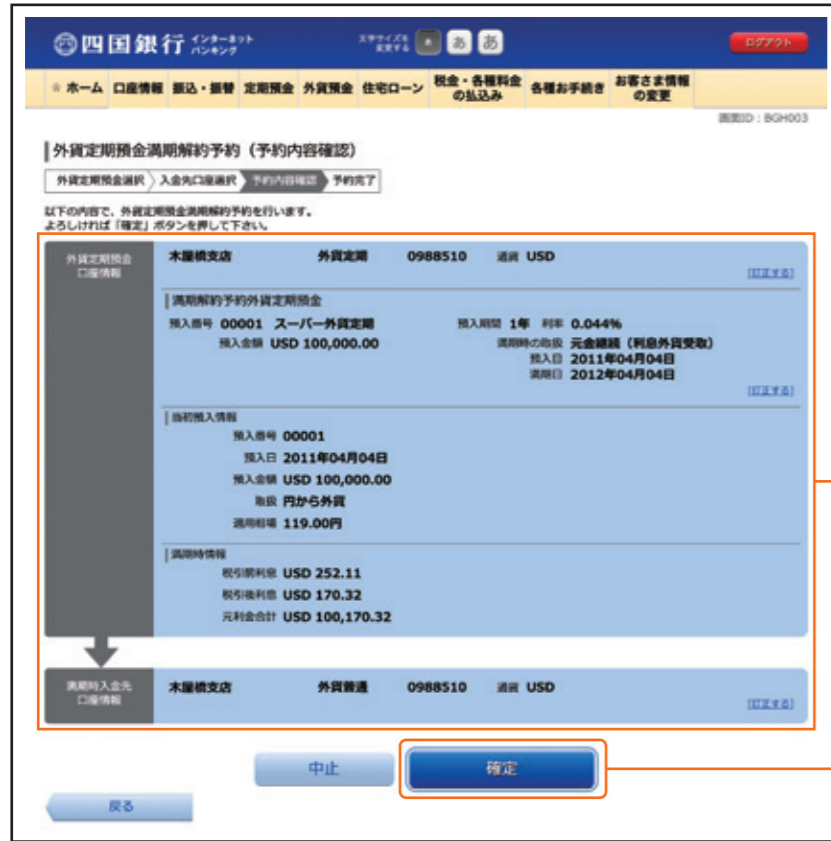 四国銀行 インターネットバンキング 文字サイズを変更する あ あ ログアウト
ホーム 口座情報 振込・振替 定期預金 外貨預金 住宅ローン 税金・各種料金の払込み 各種お手続き お客さま情報の変更
画面ID：BGH003
外貨定期預金満期解約予約（予約内容確認）
外貨定期預金選択 入金先口座選択 予約内容確認 予約完了
以下の内容で、外貨定期預金満期解約予約を行います。
よろしければ「確定」ボタンを押して下さい。
外貨定期預金口座情報 木屋橋支店 外貨定期 0988510 通貨 USD
[訂正する]
満期解約予約外貨定期預金
預入番号 00001 スーパー外貨定期 預入期間 1年 利率 0.044%
預入金額 USD 100,000.00 満期時の取扱 元金継続（利息外貨受取）
預入日 2011年04月04日
満期日 2012年04月04日
[訂正する]
当初預入情報
預入番号 00001
預入日 2011年04月04日
預入金額 USD 100,000.00
取扱 円から外貨
適用相場 119.00円
満期時情報
税引前利息 USD 252.11
税引後利息 USD 170.32
元利金合計 USD 100,170.32
満期時入金先口座情報 木屋橋支店 外貨普通 0988510 通貨 USD
[訂正する]
中止 確定
戻る